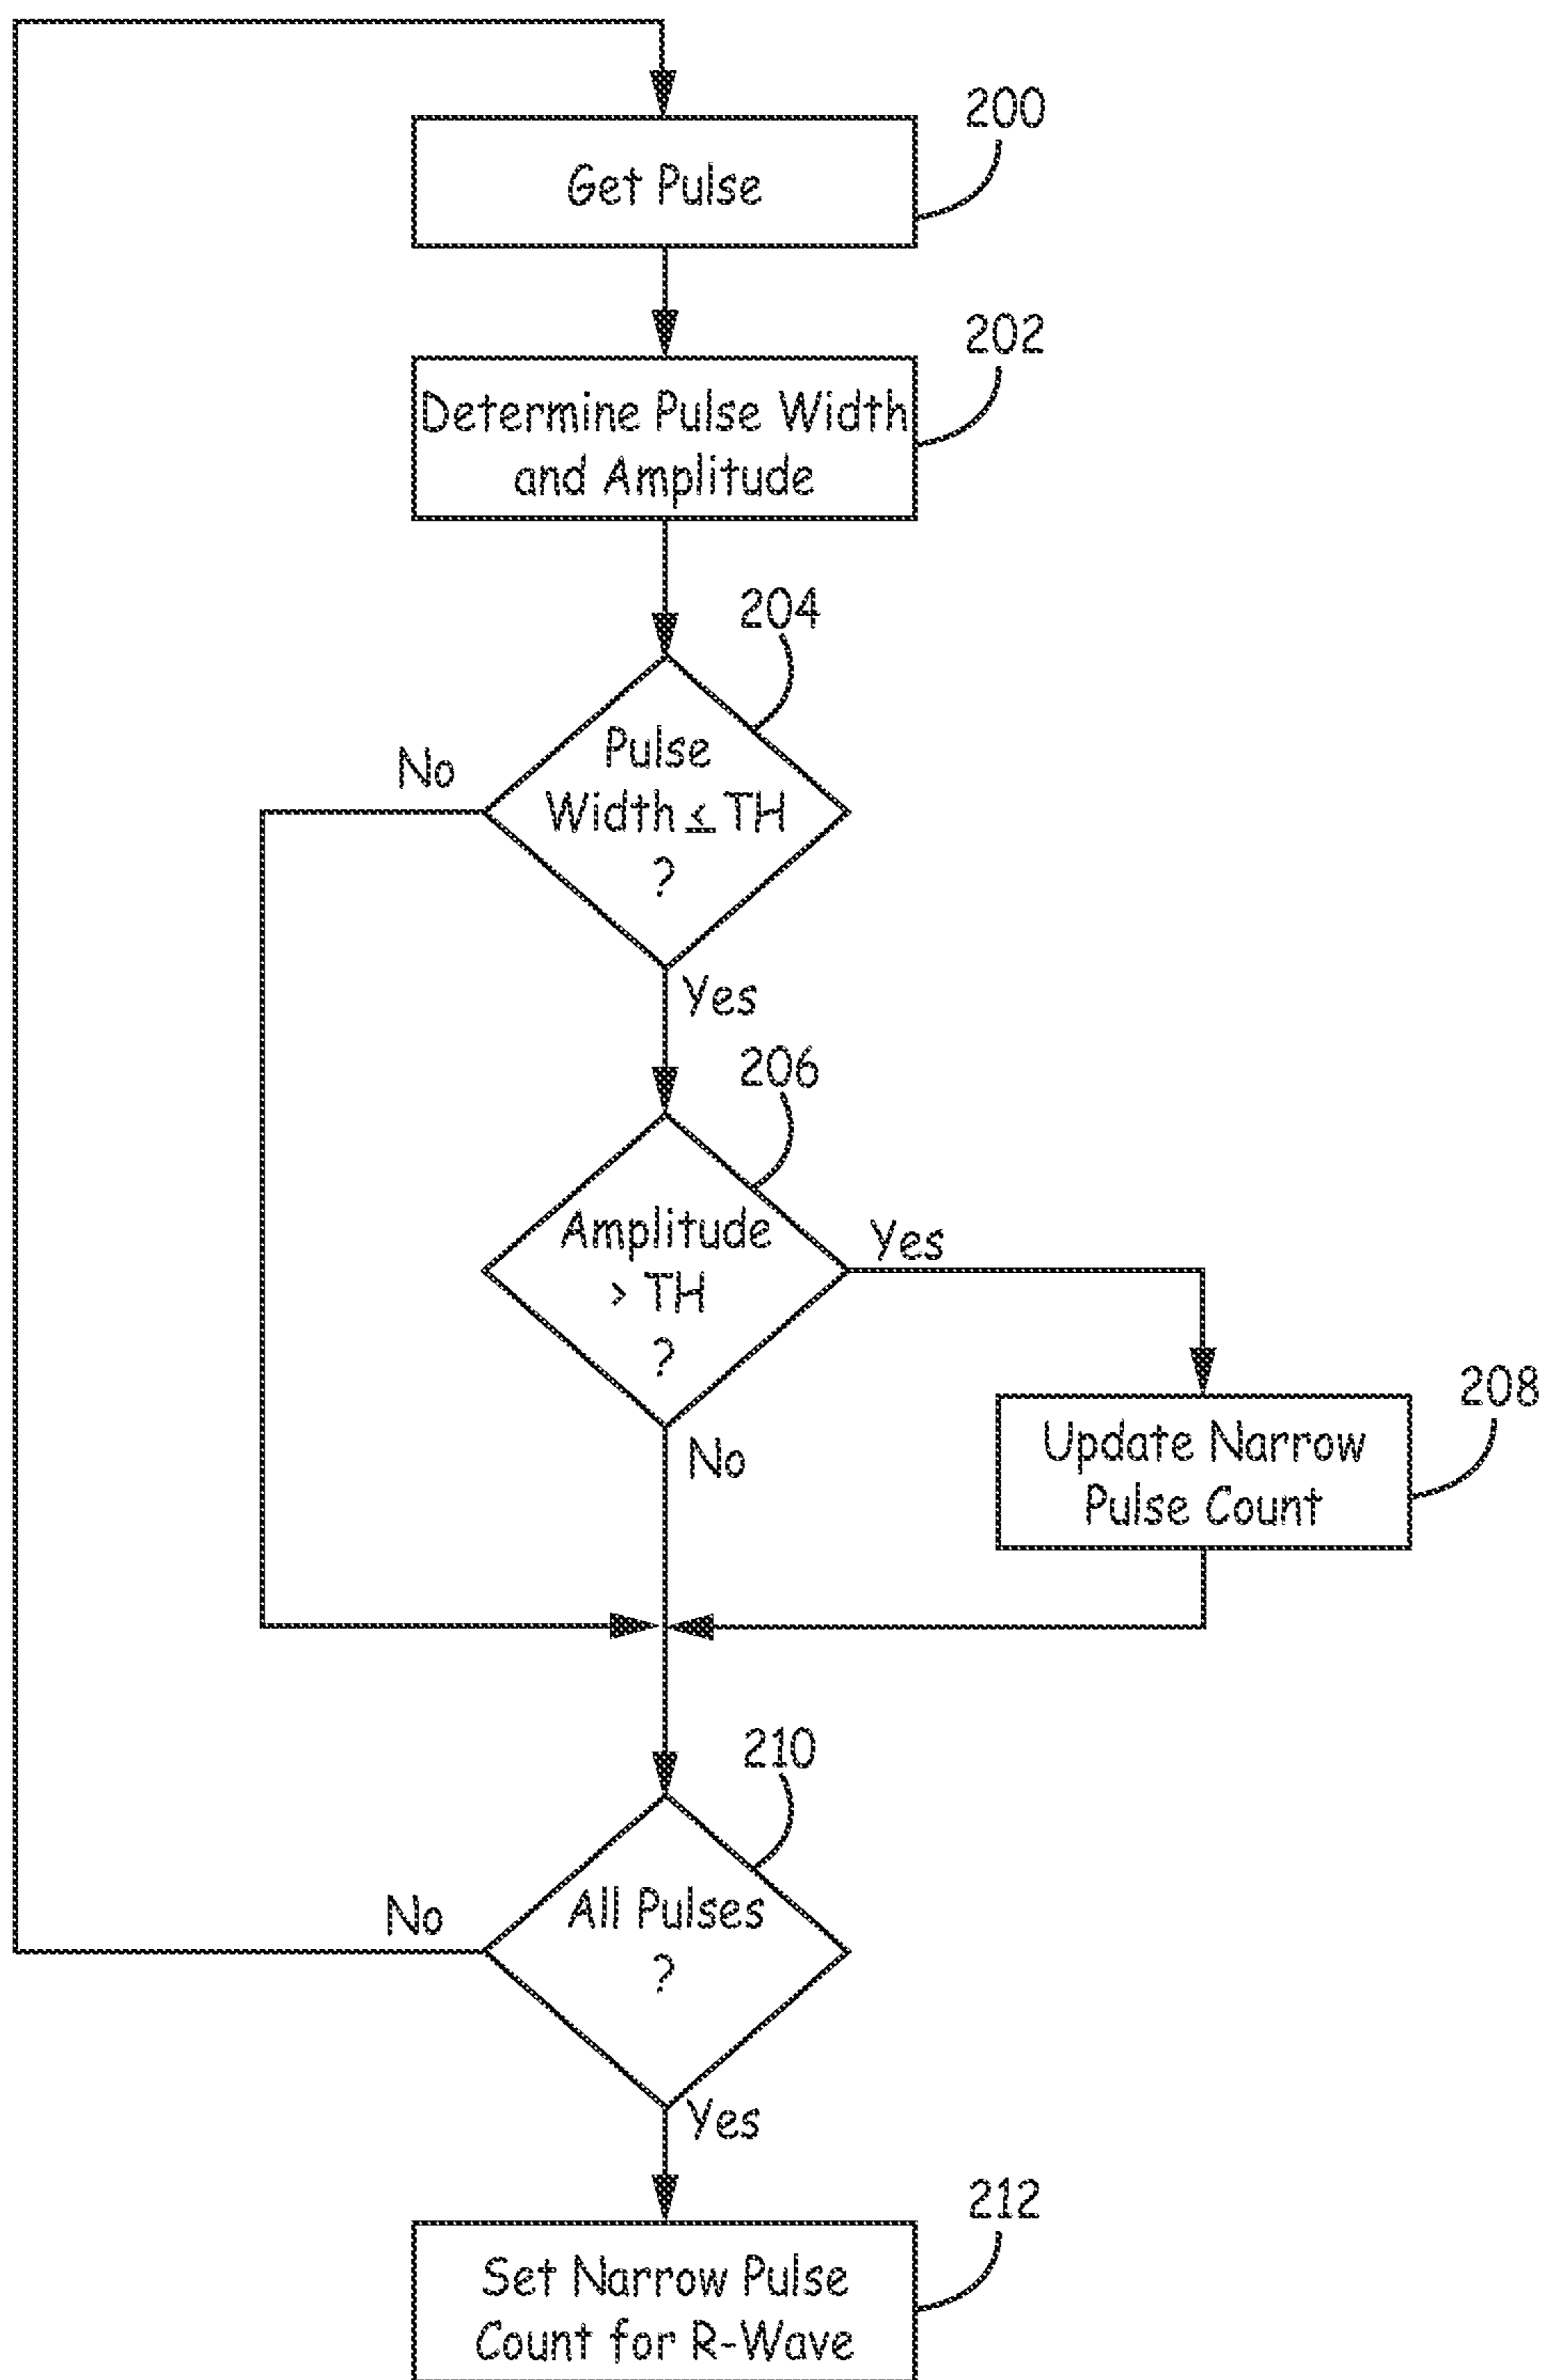 200
Get Pulse
202
Determine Pulse Width
and Amplitude
204
Pulse
Width ≤ TH
?
No
Yes
206
Amplitude
> TH
?
Yes
No
208
Update Narrow
Pulse Count
210
All Pulses
?
No
Yes
212
Set Narrow Pulse
Count for R-Wave